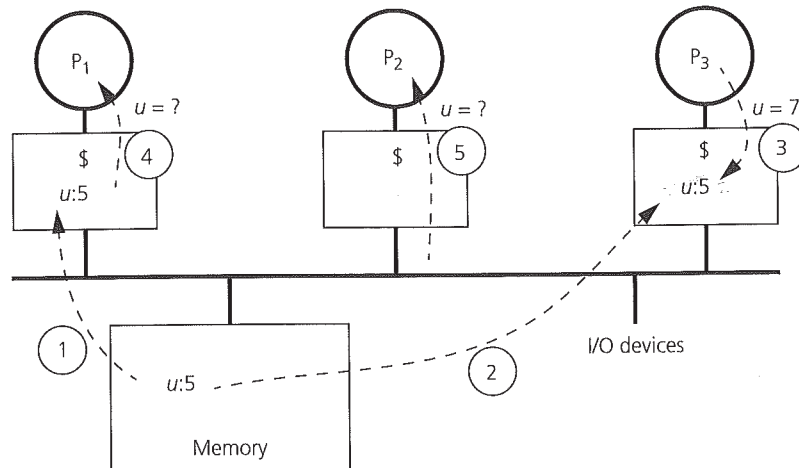 P1
P2
P3
u = ?
u = ?
u = 7
$
4
$
5
$
3
u:5
u:5
1
2
I/O devices
u:5
Memory